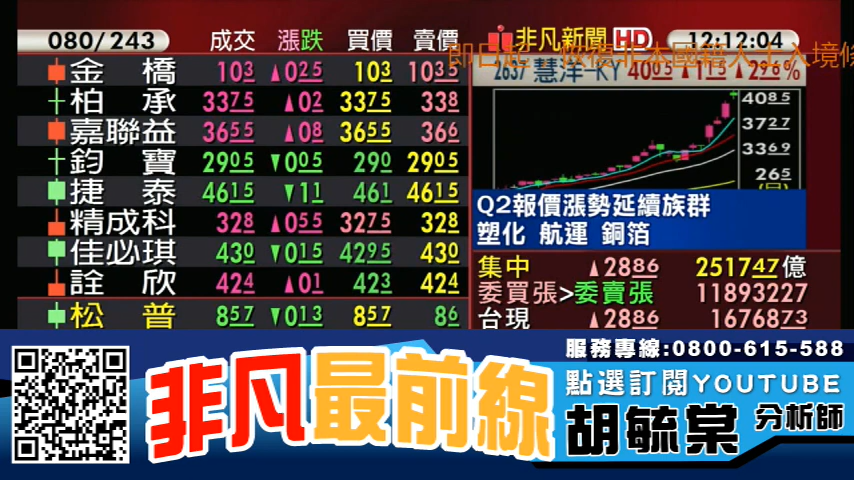 080/243 成交 漲跌 買價 賣價
金橋 103 ▲025 103 1035
柏承 3375 ▲02 3375 338
嘉聯益 3655 ▲08 3655 366
鈞寶 2905 ▼005 290 2905
捷泰 4615 ▼11 461 4615
精成科 328 ▲055 3275 328
佳必琪 430 ▼015 4295 430
詮欣 424 ▲01 423 424
松普 857 ▼013 857 86
非凡新聞 HD 12:12:04
2637 慧洋-KY 4005 ▲115 ▲296%
4085
3727
3369
265
(日)
Q2報價漲勢延續族群
塑化 航運 銅箔
集中 ▲2886 251747億
委買張>委賣張 11893227
台現 ▲2886 1676873
非凡最前線
服務專線:0800-615-588
點選訂閱YOUTUBE
胡毓棠 分析師